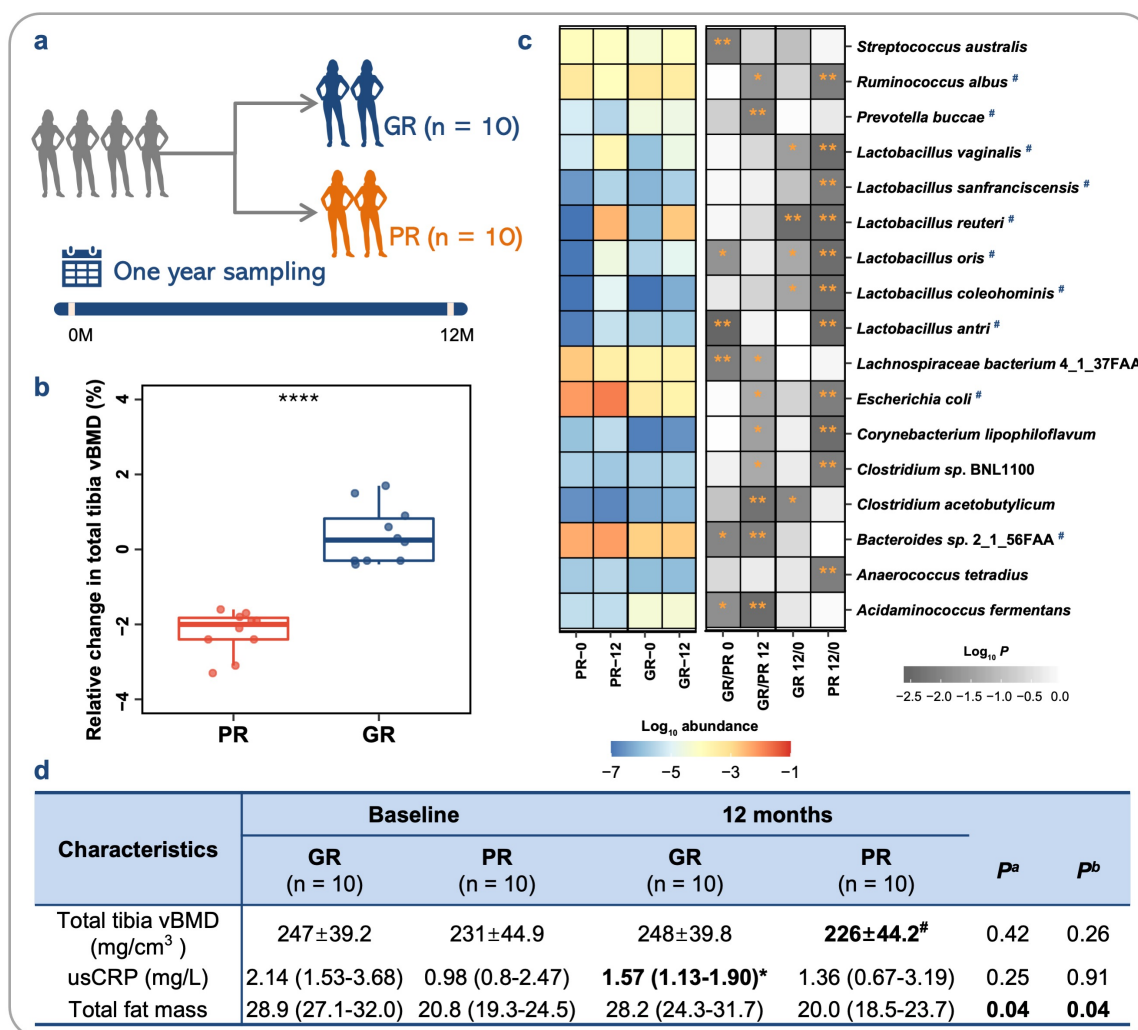 a
GR (n = 10)
PR (n = 10)
One year sampling
0M
12M
b
Relative change in total tibia vBMD (%)
4
2
0
−2
−4
****
PR
GR
c
** Streptococcus australis
* ** Ruminococcus albus #
** Prevotella buccae #
* ** Lactobacillus vaginalis #
** Lactobacillus sanfranciscensis #
** ** Lactobacillus reuteri #
* * ** Lactobacillus oris #
* ** Lactobacillus coleohominis #
** ** Lactobacillus antri #
** * Lachnospiraceae bacterium 4_1_37FAA
* ** Escherichia coli #
* ** Corynebacterium lipophiloflavum
* ** Clostridium sp. BNL1100
** * Clostridium acetobutylicum
* ** Bacteroides sp. 2_1_56FAA #
** Anaerococcus tetradius
* ** Acidaminococcus fermentans
PR−0
PR−12
GR−0
GR−12
GR/PR 0
GR/PR 12
GR 12/0
PR 12/0
Log10 P
−2.5 −2.0 −1.5 −1.0 −0.5 0.0
Log10 abundance
−7 −5 −3 −1
d
Characteristics
Baseline
12 months
GR (n = 10)
PR (n = 10)
GR (n = 10)
PR (n = 10)
Pa
Pb
Total tibia vBMD (mg/cm3 ) 247±39.2 231±44.9 248±39.8 226±44.2# 0.42 0.26
usCRP (mg/L) 2.14 (1.53-3.68) 0.98 (0.8-2.47) 1.57 (1.13-1.90)* 1.36 (0.67-3.19) 0.25 0.91
Total fat mass 28.9 (27.1-32.0) 20.8 (19.3-24.5) 28.2 (24.3-31.7) 20.0 (18.5-23.7) 0.04 0.04